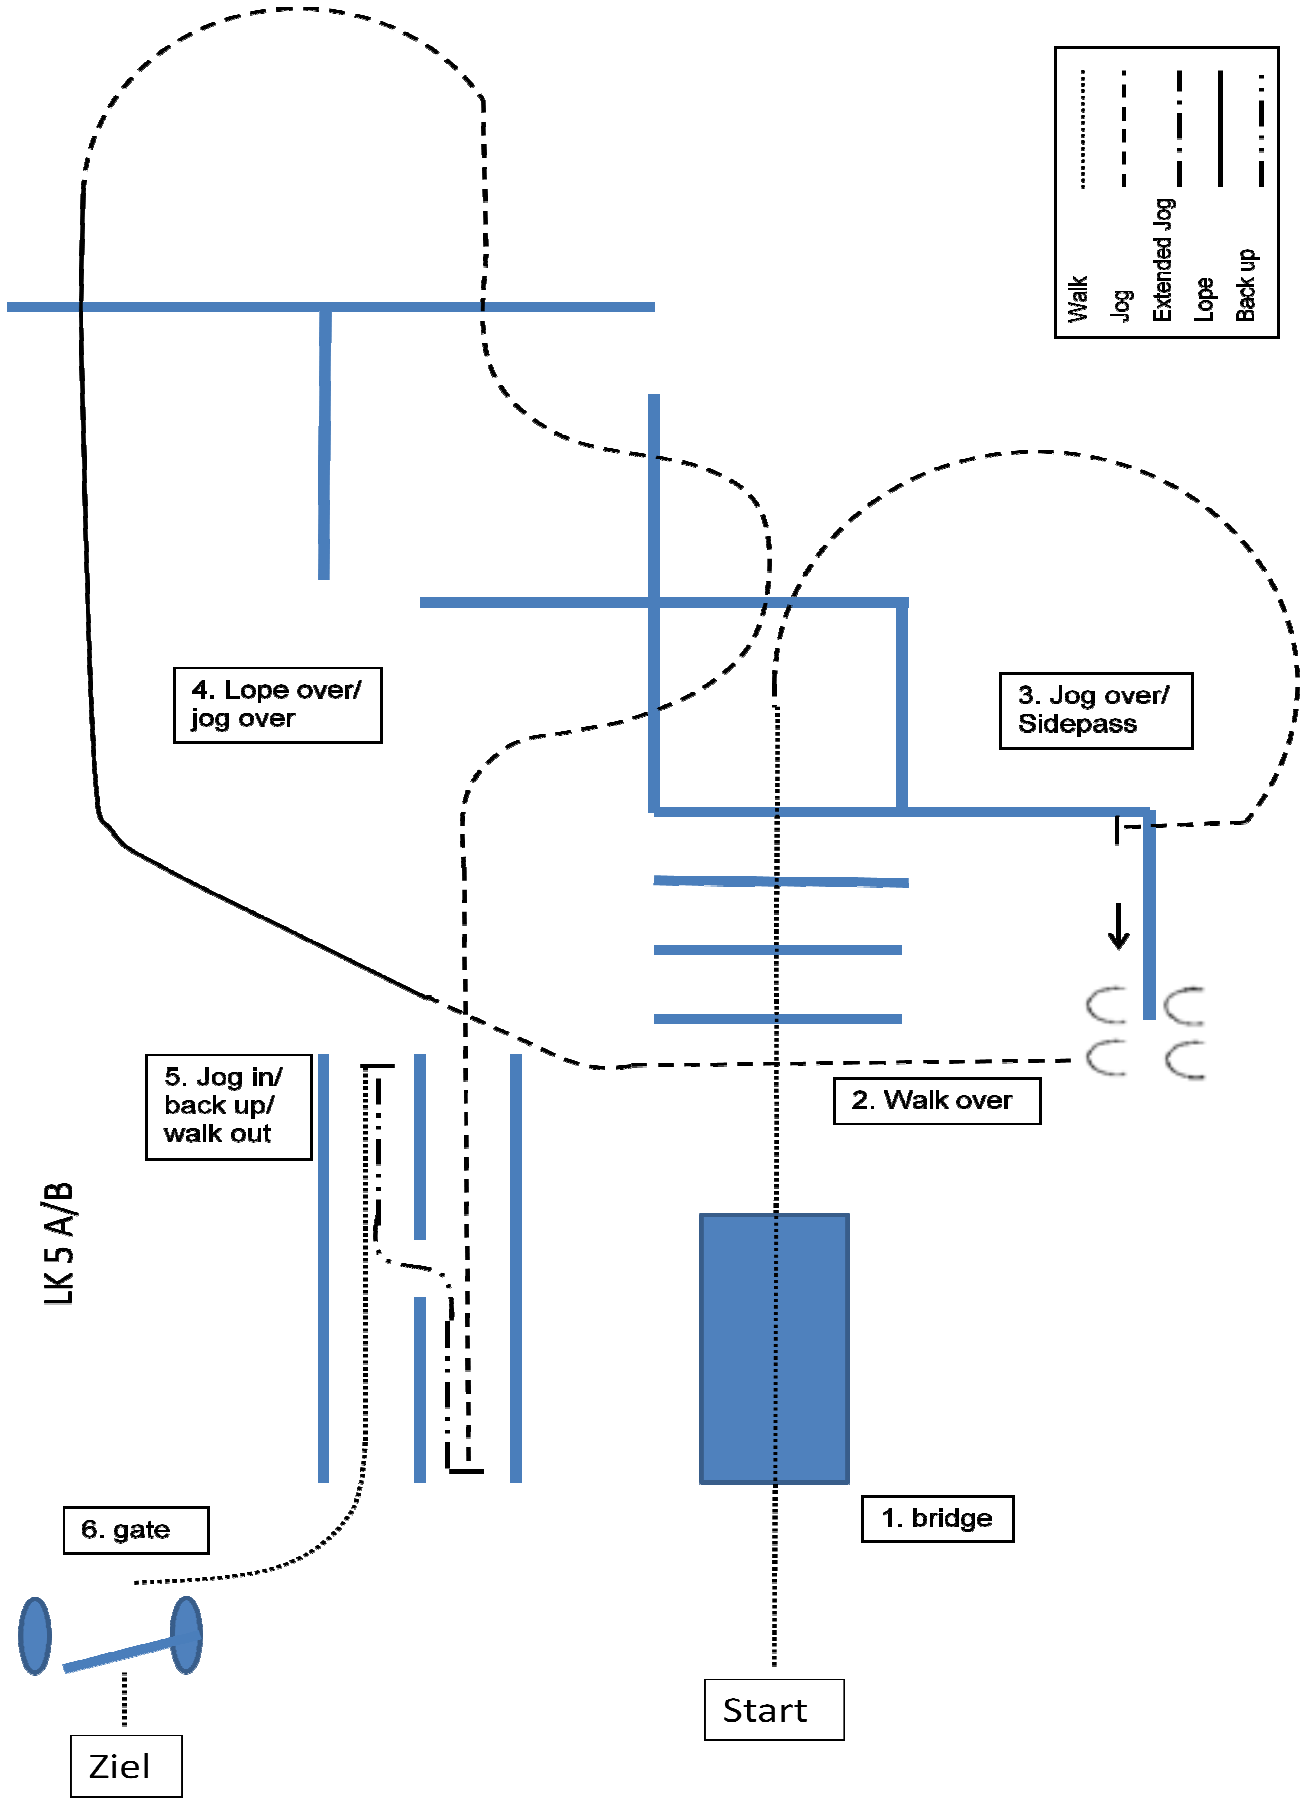 Walk
Jog
Extended Jog
Lope
Back up
4. Lope over/
jog over
3. Jog over/
Sidepass
5. Jog in/
back up/
walk out
2. Walk over
LK 5 A/B
6. gate
1. bridge
Start
Ziel